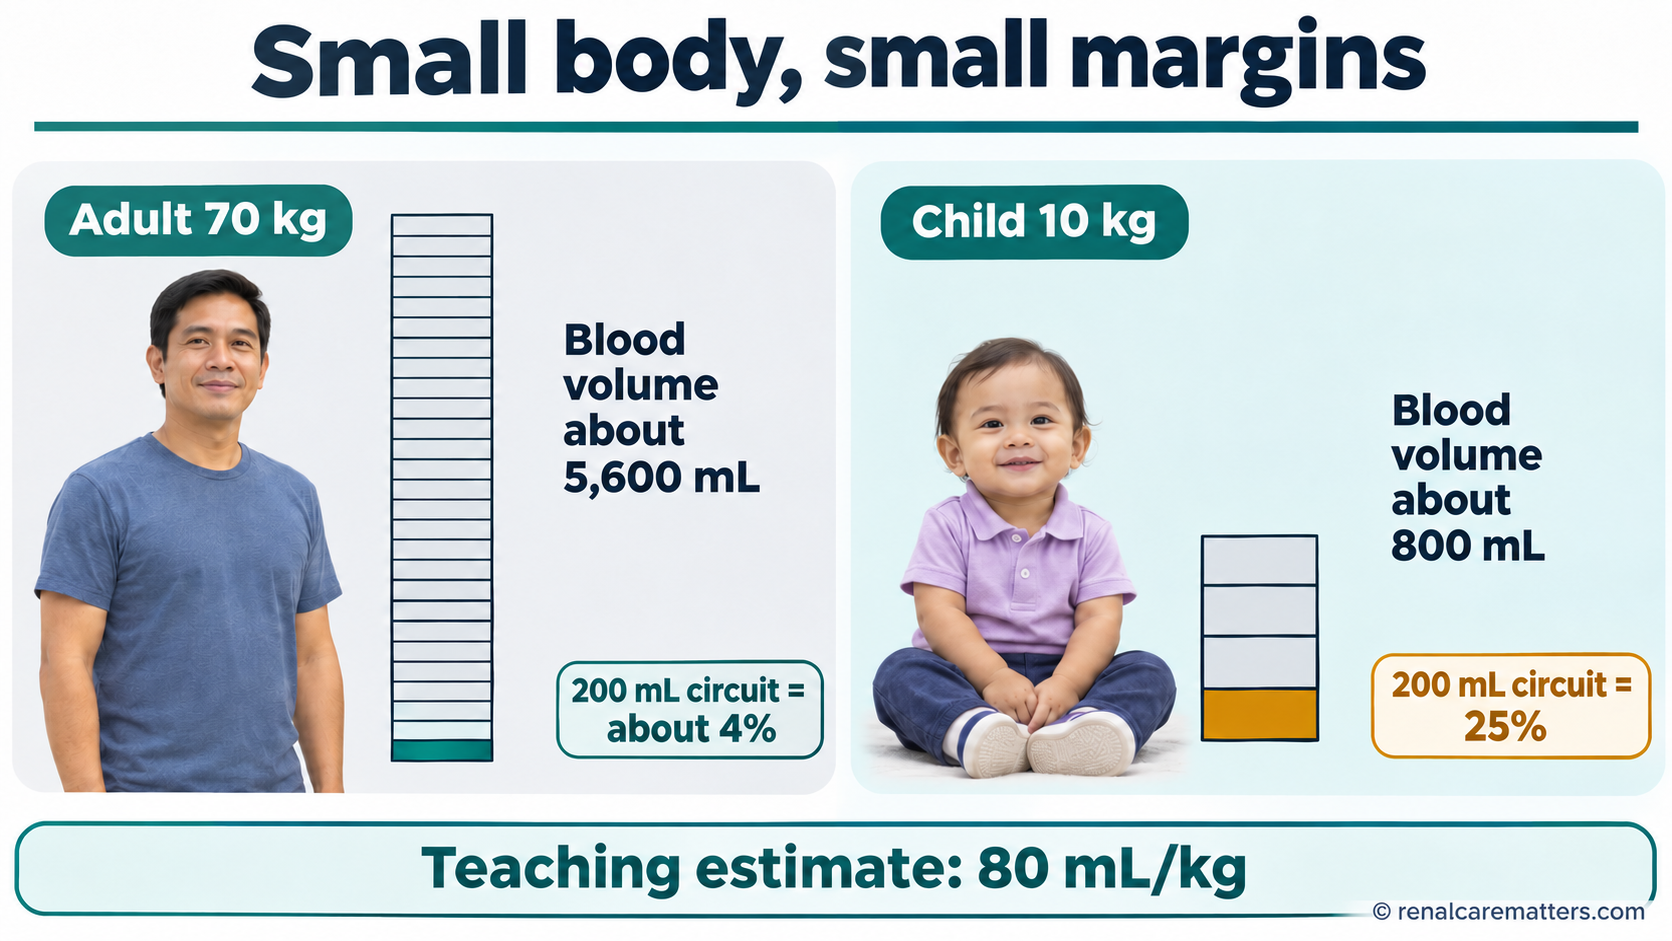 Small body, small margins
Adult 70 kg
Blood
volume
about
5,600 mL
200 mL circuit =
about 4%
Child 10 kg
Blood
volume
about
800 mL
200 mL circuit =
25%
Teaching estimate: 80 mL/kg
© renalcarematters.com